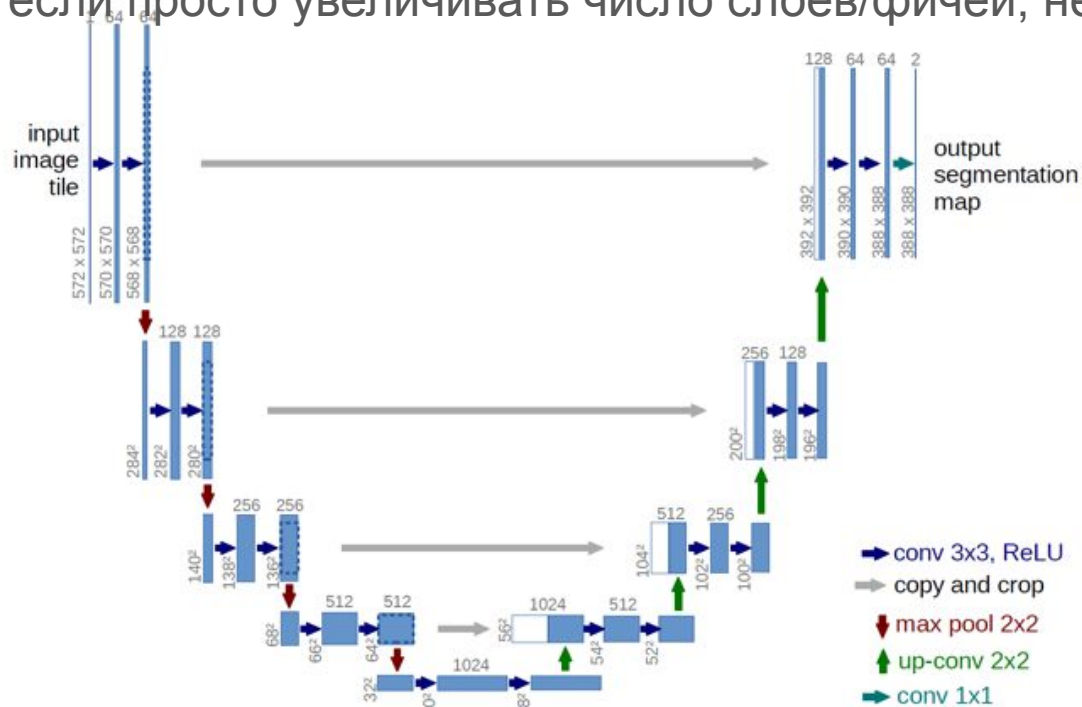 если просто увеличивать число слоев/фичей, не
1 64 64
128 64 64 2
input
image
tile
output
segmentation
map
572 x 572
570 x 570
568 x 568
392 x 392
390 x 390
388 x 388
388 x 388
128 128
256 128
284²
282²
280²
200²
198²
196²
256 256
512 256
140²
138²
136²
104²
102²
100²
512 512
1024 512
68²
66²
64²
56²
54²
52²
1024
32²
conv 3x3, ReLU
copy and crop
max pool 2x2
up-conv 2x2
conv 1x1